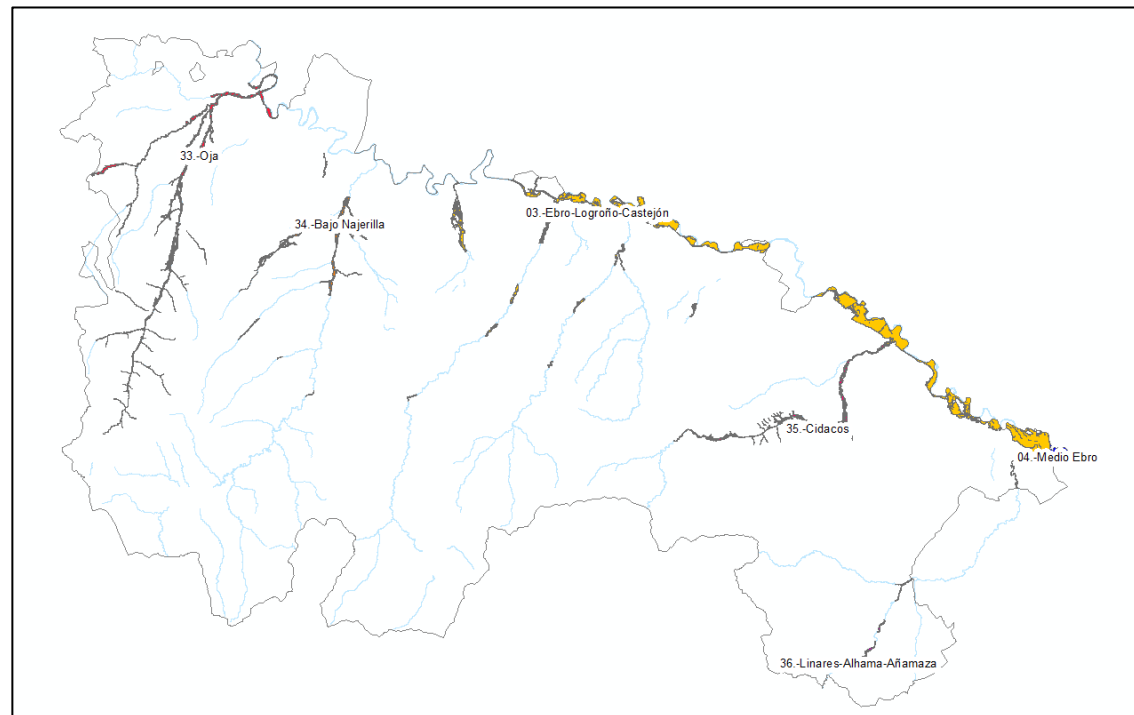 33.-Oja
34.-Bajo Najerilla
03.-Ebro-Logroño-Castejón
35.-Cidacos
04.-Medio Ebro
36.-Linares-Alhama-Añamaza